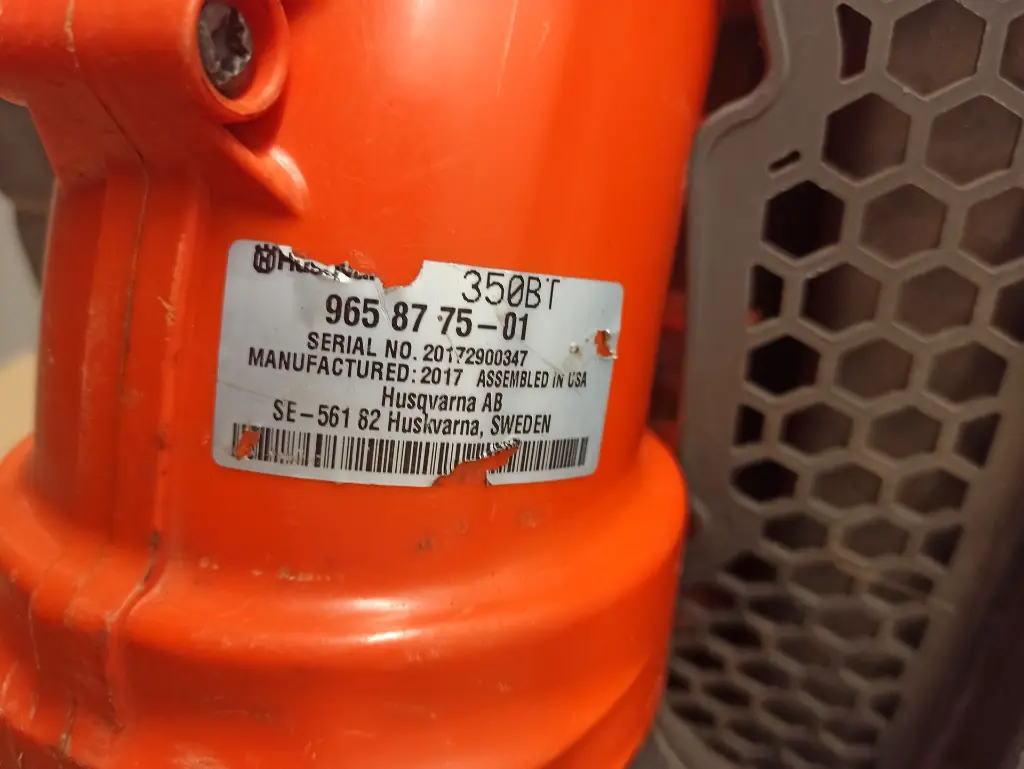 350BT
965 87 75-01
SERIAL NO. 20172900347
MANUFACTURED: 2017 ASSEMBLED IN USA
Husqvarna AB
SE-561 82 Huskvarna, SWEDEN